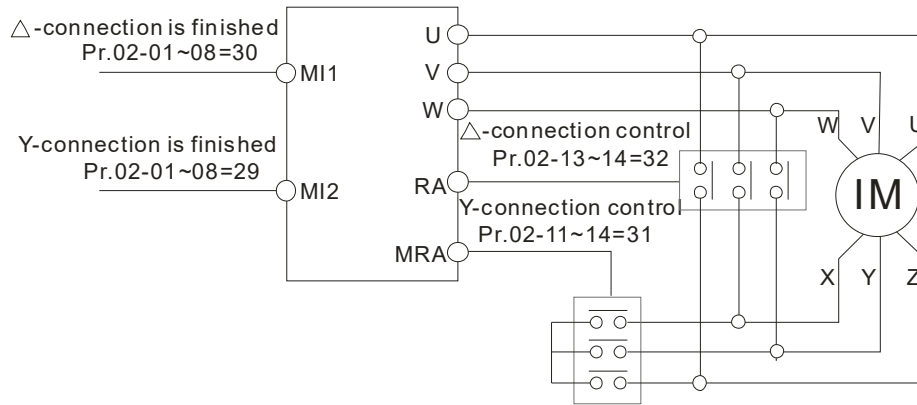 △-connection is finished
Pr.02-01~08=30
MI1
Y-connection is finished
Pr.02-01~08=29
MI2
U
V
W
RA
MRA
△-connection control
Pr.02-13~14=32
Y-connection control
Pr.02-11~14=31
W V U
IM
X Y Z